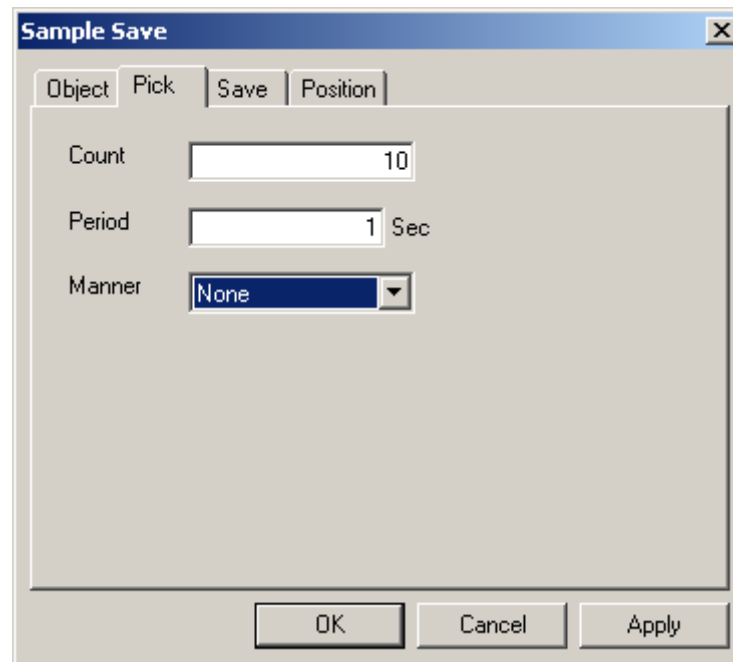 Sample Save
Object Pick Save Position
Count 10
Period 1 Sec
Manner None
OK Cancel Apply